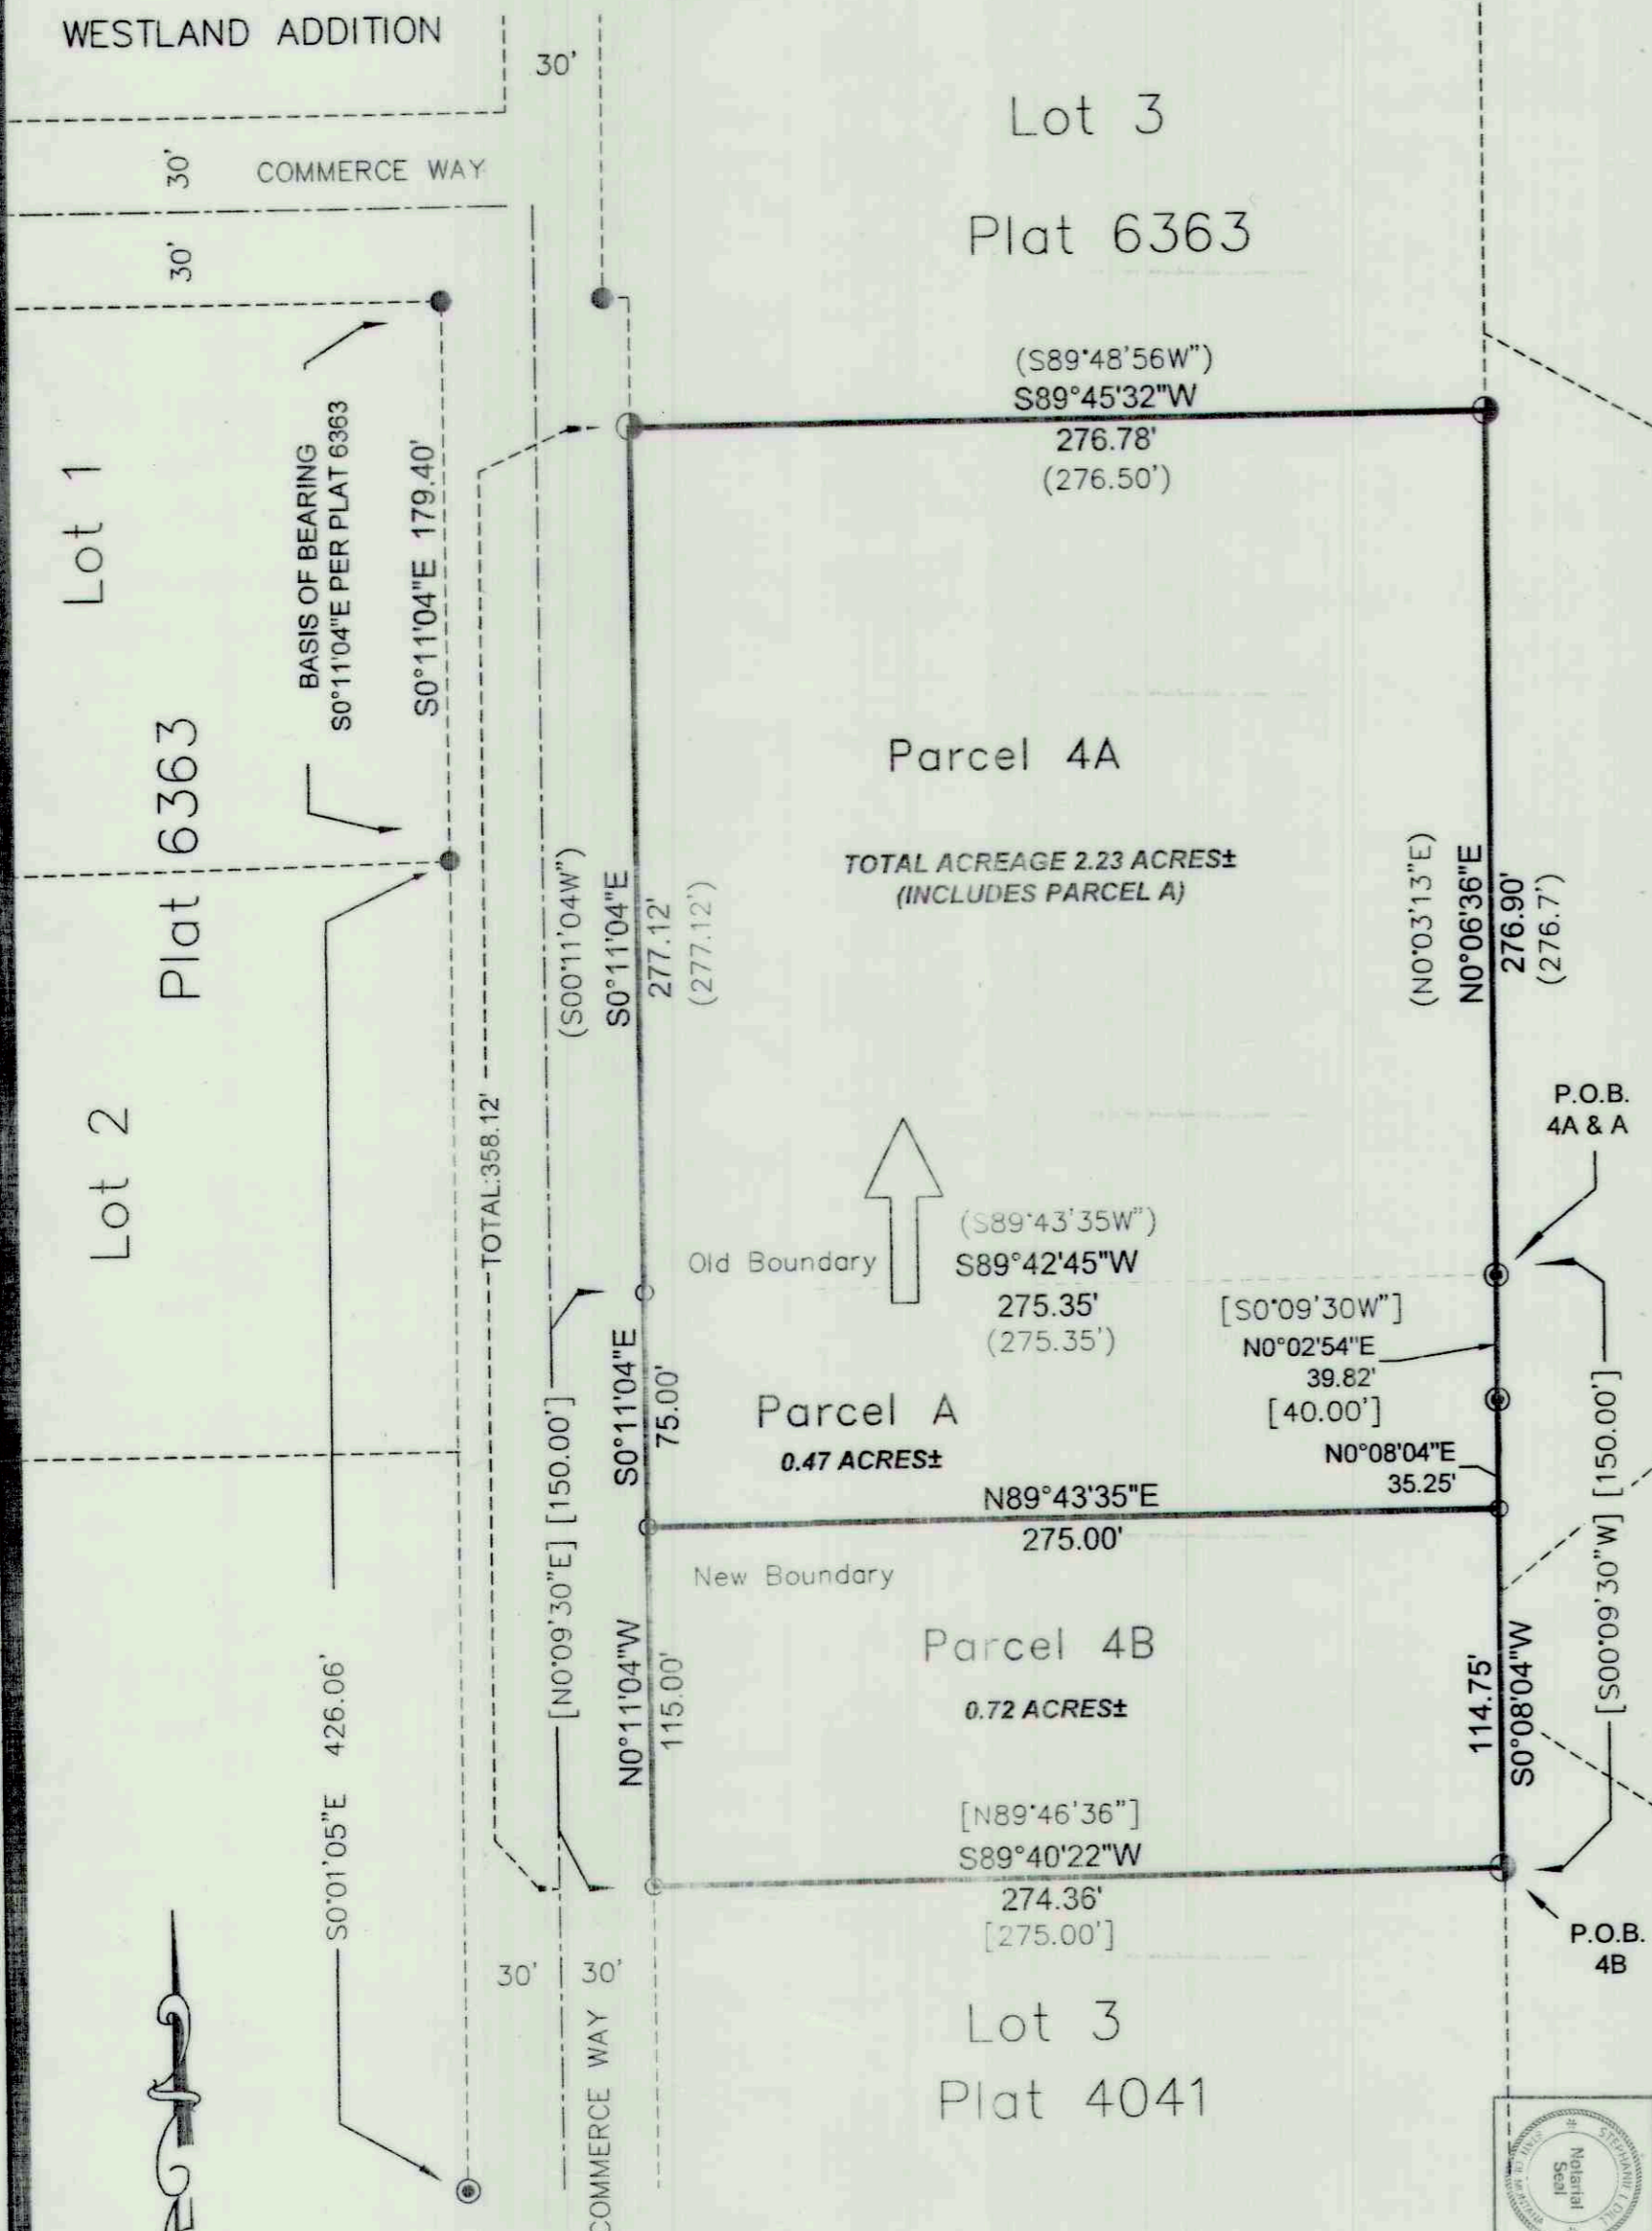 WESTLAND ADDITION
30'
30'
COMMERCE WAY
30'
Lot 3
Plat 6363
(S89°48'56W")
S89°45'32"W
276.78'
(276.50')
Lot 1
BASIS OF BEARING
S0°11'04"E PER PLAT 6363
S0°11'04"E 179.40'
Plat 6363
Lot 2
TOTAL:358.12'
(S00°11'04W")
S0°11'04"E
277.12'
(277.12')
Parcel 4A
TOTAL ACREAGE 2.23 ACRES±
(INCLUDES PARCEL A)
(N0°03'13"E)
N0°06'36"E
276.90'
(276.7')
P.O.B.
4A & A
Old Boundary
(S89°43'35W")
S89°42'45"W
275.35'
(275.35')
[S0°09'30W"]
N0°02'54"E
39.82'
[40.00']
N0°08'04"E
35.25'
S0°11'04"E
75.00'
Parcel A
0.47 ACRES±
N89°43'35"E
275.00'
New Boundary
[N0°09'30"E] [150.00']
[S00°09'30"W] [150.00']
N0°11'04"W
115.00'
Parcel 4B
0.72 ACRES±
114.75'
S0°08'04"W
[N89°46'36"]
S89°40'22"W
274.36'
[275.00']
P.O.B.
4B
S0°01'05"E 426.06'
30'
30'
COMMERCE WAY
Lot 3
Plat 4041
Notarial
Seal